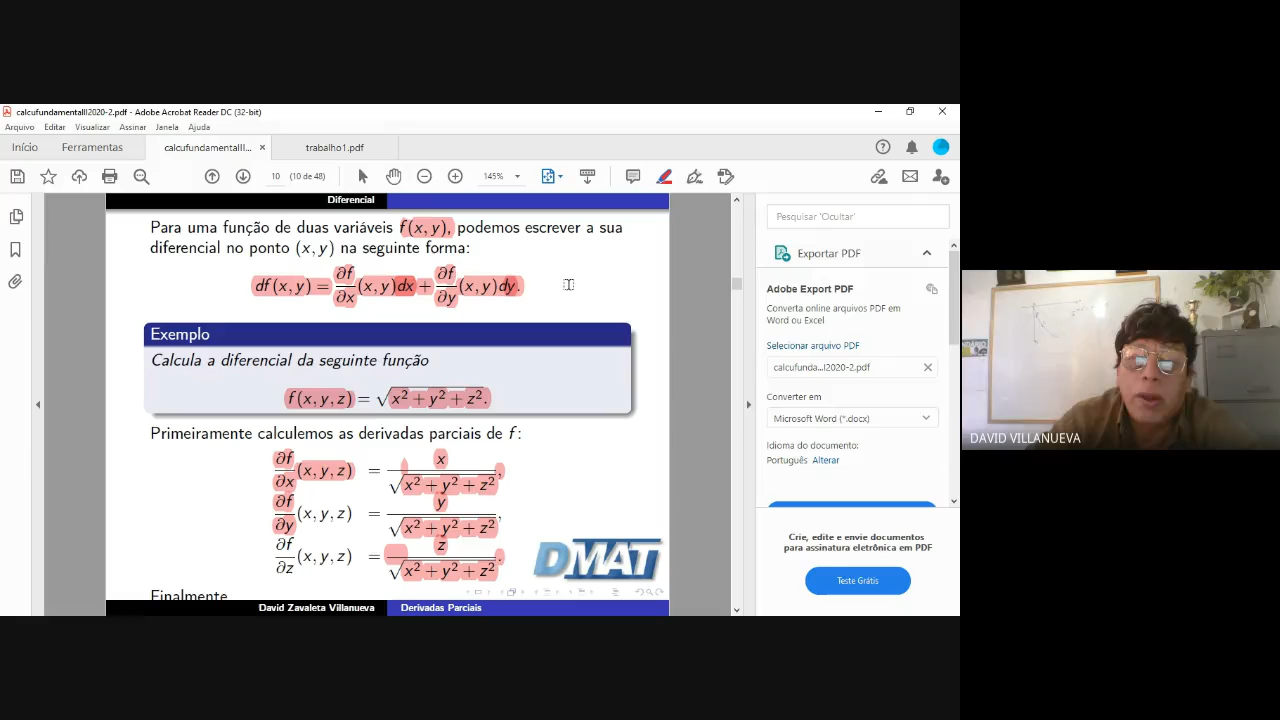 calcufundamentalII2020-2.pdf - Adobe Acrobat Reader DC (32-bit)
Arquivo Editar Visualizar Assinar Janela Ajuda
Início Ferramentas calcufundamentalII... × trabalho1.pdf
10 (10 de 48) 145%
Diferencial
Para uma função de duas variáveis f(x, y), podemos escrever a sua
diferencial no ponto (x, y) na seguinte forma:
df(x, y) = ∂f/∂x (x, y)dx + ∂f/∂y (x, y)dy.
Exemplo
Calcula a diferencial da seguinte função
f(x, y, z) = √(x² + y² + z²).
Primeiramente calculemos as derivadas parciais de f:
∂f/∂x (x, y, z) = x/√(x² + y² + z²),
∂f/∂y (x, y, z) = y/√(x² + y² + z²),
∂f/∂z (x, y, z) = z/√(x² + y² + z²).
DMAT
Finalmente
David Zavaleta Villanueva Derivadas Parciais
Pesquisar 'Ocultar'
Exportar PDF
Adobe Export PDF
Converta online arquivos PDF em
Word ou Excel
Selecionar arquivo PDF
calcufunda...II2020-2.pdf
Converter em
Microsoft Word (*.docx)
Idioma do documento:
Português Alterar
Crie, edite e envie documentos
para assinatura eletrônica em PDF
Teste Grátis
DAVID VILLANUEVA